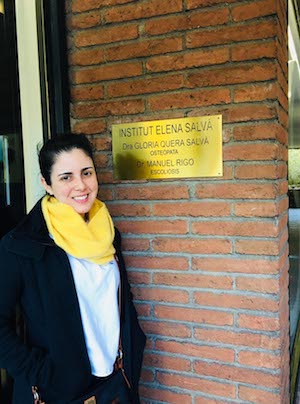 INSTITUT ELENA SALVÁ
Dra. GLORIA QUERA SALVÁ
OSTEÓPATA
Dr. MANUEL RIGO
ESCOLIOSIS